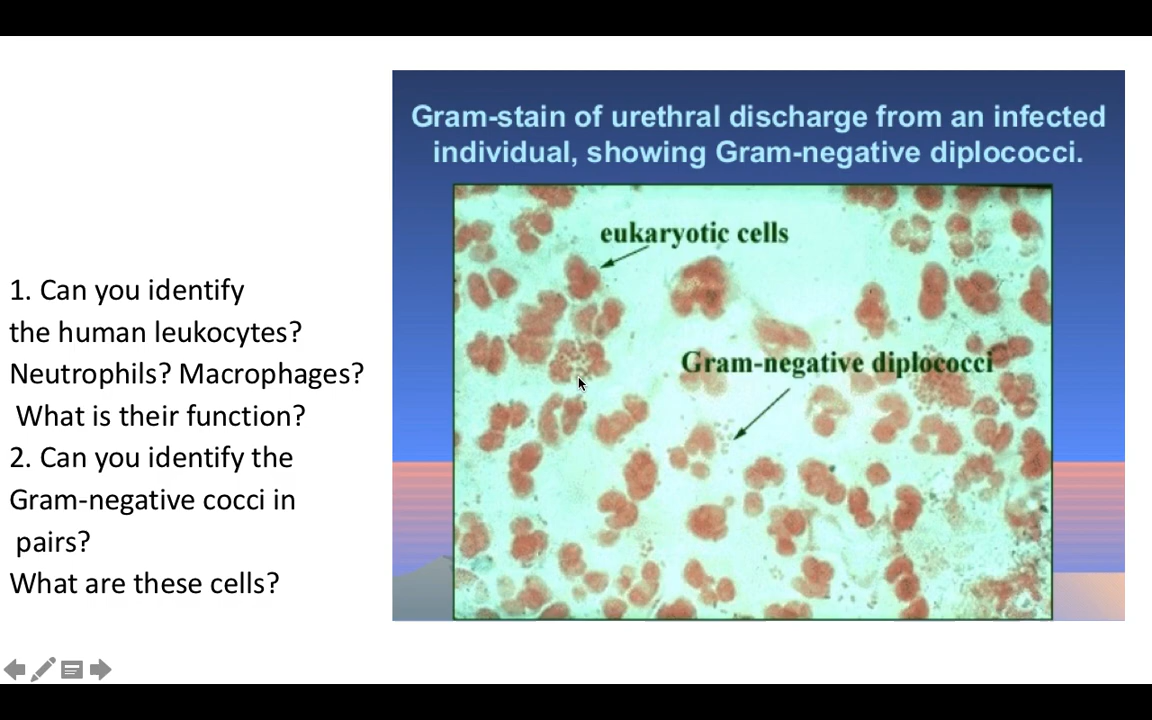 Gram-stain of urethral discharge from an infected
individual, showing Gram-negative diplococci.
eukaryotic cells
Gram-negative diplococci
1. Can you identify
the human leukocytes?
Neutrophils? Macrophages?
What is their function?
2. Can you identify the
Gram-negative cocci in
pairs?
What are these cells?